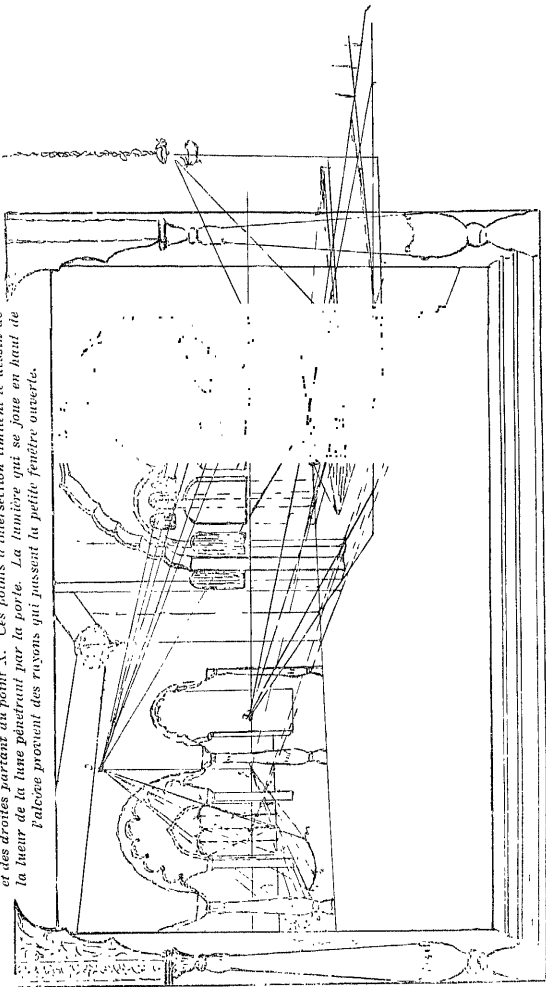 et des droites partant du point X. Ces points d'intersection limitent le dessin de
la lueur de la lune pénétrant par la porte. La lumière qui se joue en haut de
l'alcôve provient des rayons qui passent la petite fenêtre ouverte.